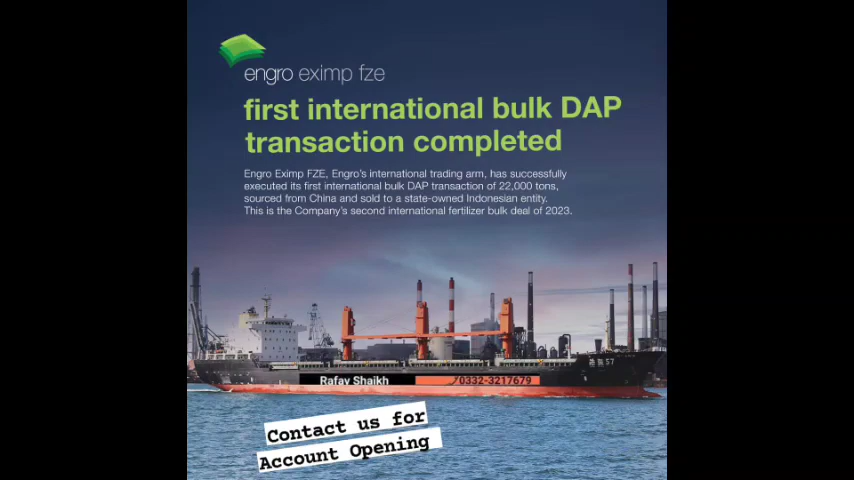 engro eximp fze
first international bulk DAP
transaction completed
Engro Eximp FZE, Engro's international trading arm, has successfully
executed its first international bulk DAP transaction of 22,000 tons,
sourced from China and sold to a state-owned Indonesian entity.
This is the Company's second international fertilizer bulk deal of 2023.
Rafay Shaikh 0332-3217679
Contact us for
Account Opening